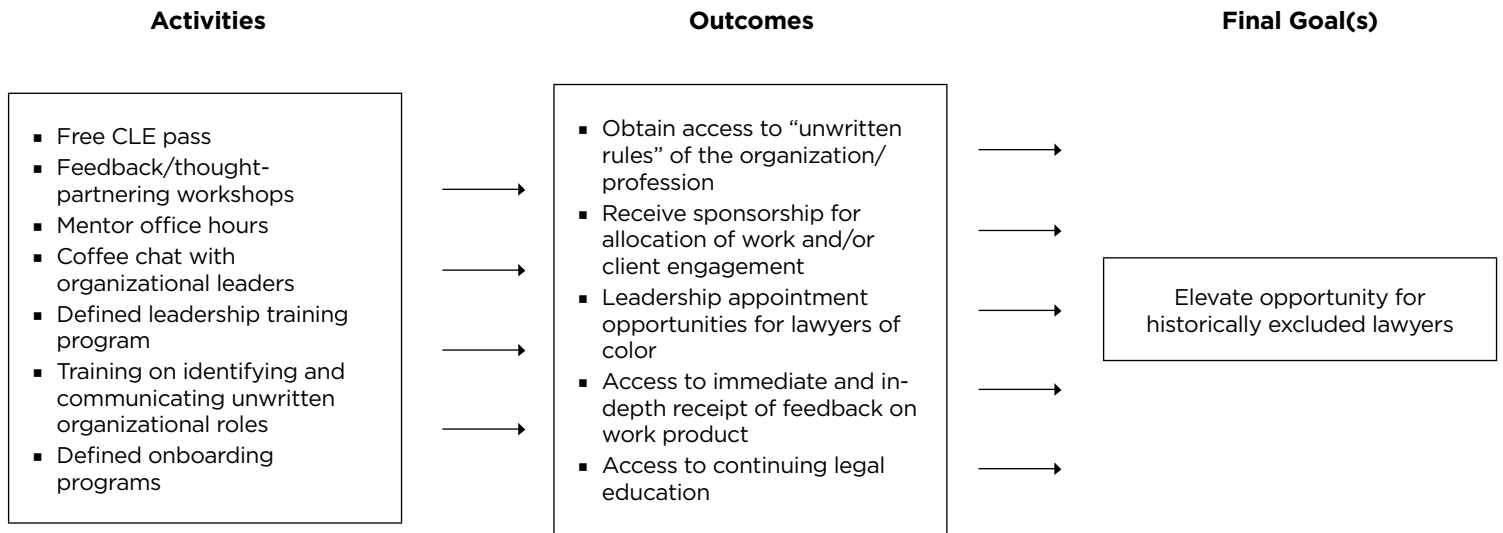 Activities
Outcomes
Final Goal(s)
▪ Free CLE pass
▪ Feedback/thought-
partnering workshops
▪ Mentor office hours
▪ Coffee chat with
organizational leaders
▪ Defined leadership training
program
▪ Training on identifying and
communicating unwritten
organizational roles
▪ Defined onboarding
programs
▪ Obtain access to “unwritten
rules” of the organization/
profession
▪ Receive sponsorship for
allocation of work and/or
client engagement
▪ Leadership appointment
opportunities for lawyers of
color
▪ Access to immediate and in-
depth receipt of feedback on
work product
▪ Access to continuing legal
education
Elevate opportunity for
historically excluded lawyers